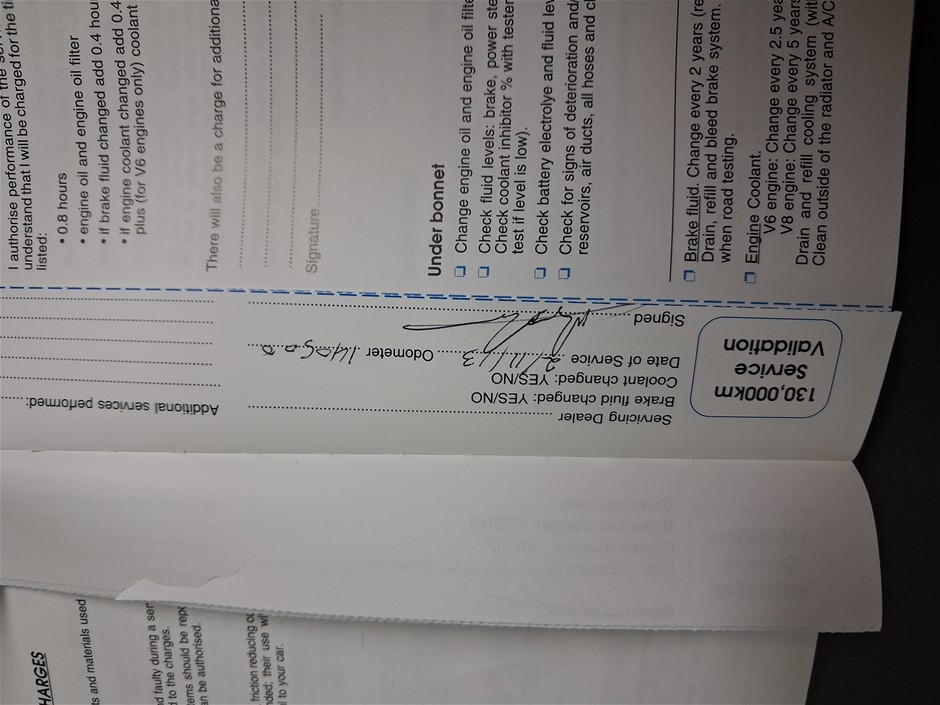 I authorise performance of the
understand that I will be charged for the ti
listed:
• 0.8 hours
• engine oil and engine oil filter
• if brake fluid changed add 0.4 hou
• if engine coolant changed add 0.4
plus (for V6 engines only) coolant
There will also be a charge for additiona
Signature
Under bonnet
Change engine oil and engine oil filte
Check fluid levels: brake, power ste
Check coolant inhibitor % with tester
test if level is low).
Check battery electrolye and fluid lev
Check for signs of deterioration and/
reservoirs, air ducts, all hoses and cl
Brake fluid. Change every 2 years (re
Drain, refill and bleed brake system.
when road testing.
Engine Coolant.
V6 engine: Change every 2.5 yea
V8 engine: Change every 5 years
Drain and refill cooling system (wit
Clean outside of the radiator and A/C
130,000km
Service
Validation
Servicing Dealer
Brake fluid changed: YES/NO
Coolant changed: YES/NO
Date of Service Odometer
Signed
Additional services performed:
HARGES
ts and materials used
d faulty during a ser
d to the charges.
ems should be rep
an be authorised.
friction reducing
nded; their use wi
l to your car.